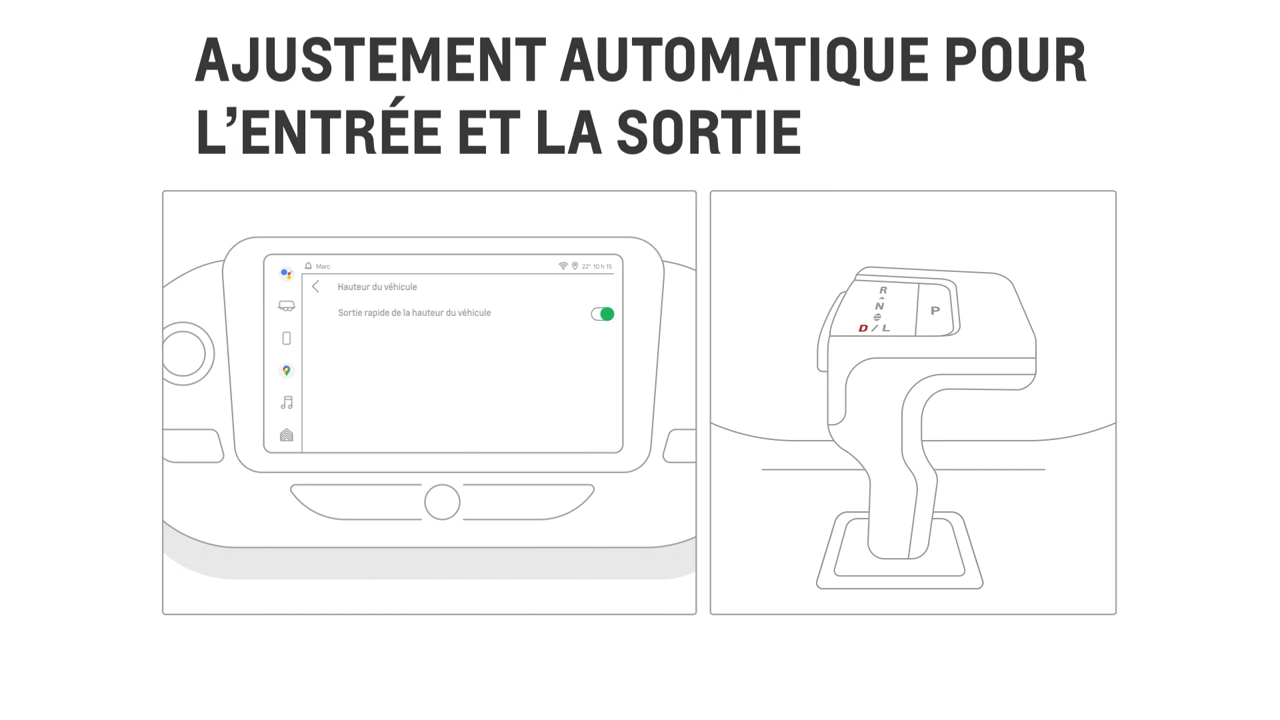 AJUSTEMENT AUTOMATIQUE POUR
L’ENTRÉE ET LA SORTIE
Marc
22° 10 h 15
Hauteur du véhicule
Sortie rapide de la hauteur du véhicule
R
N
D / L
P